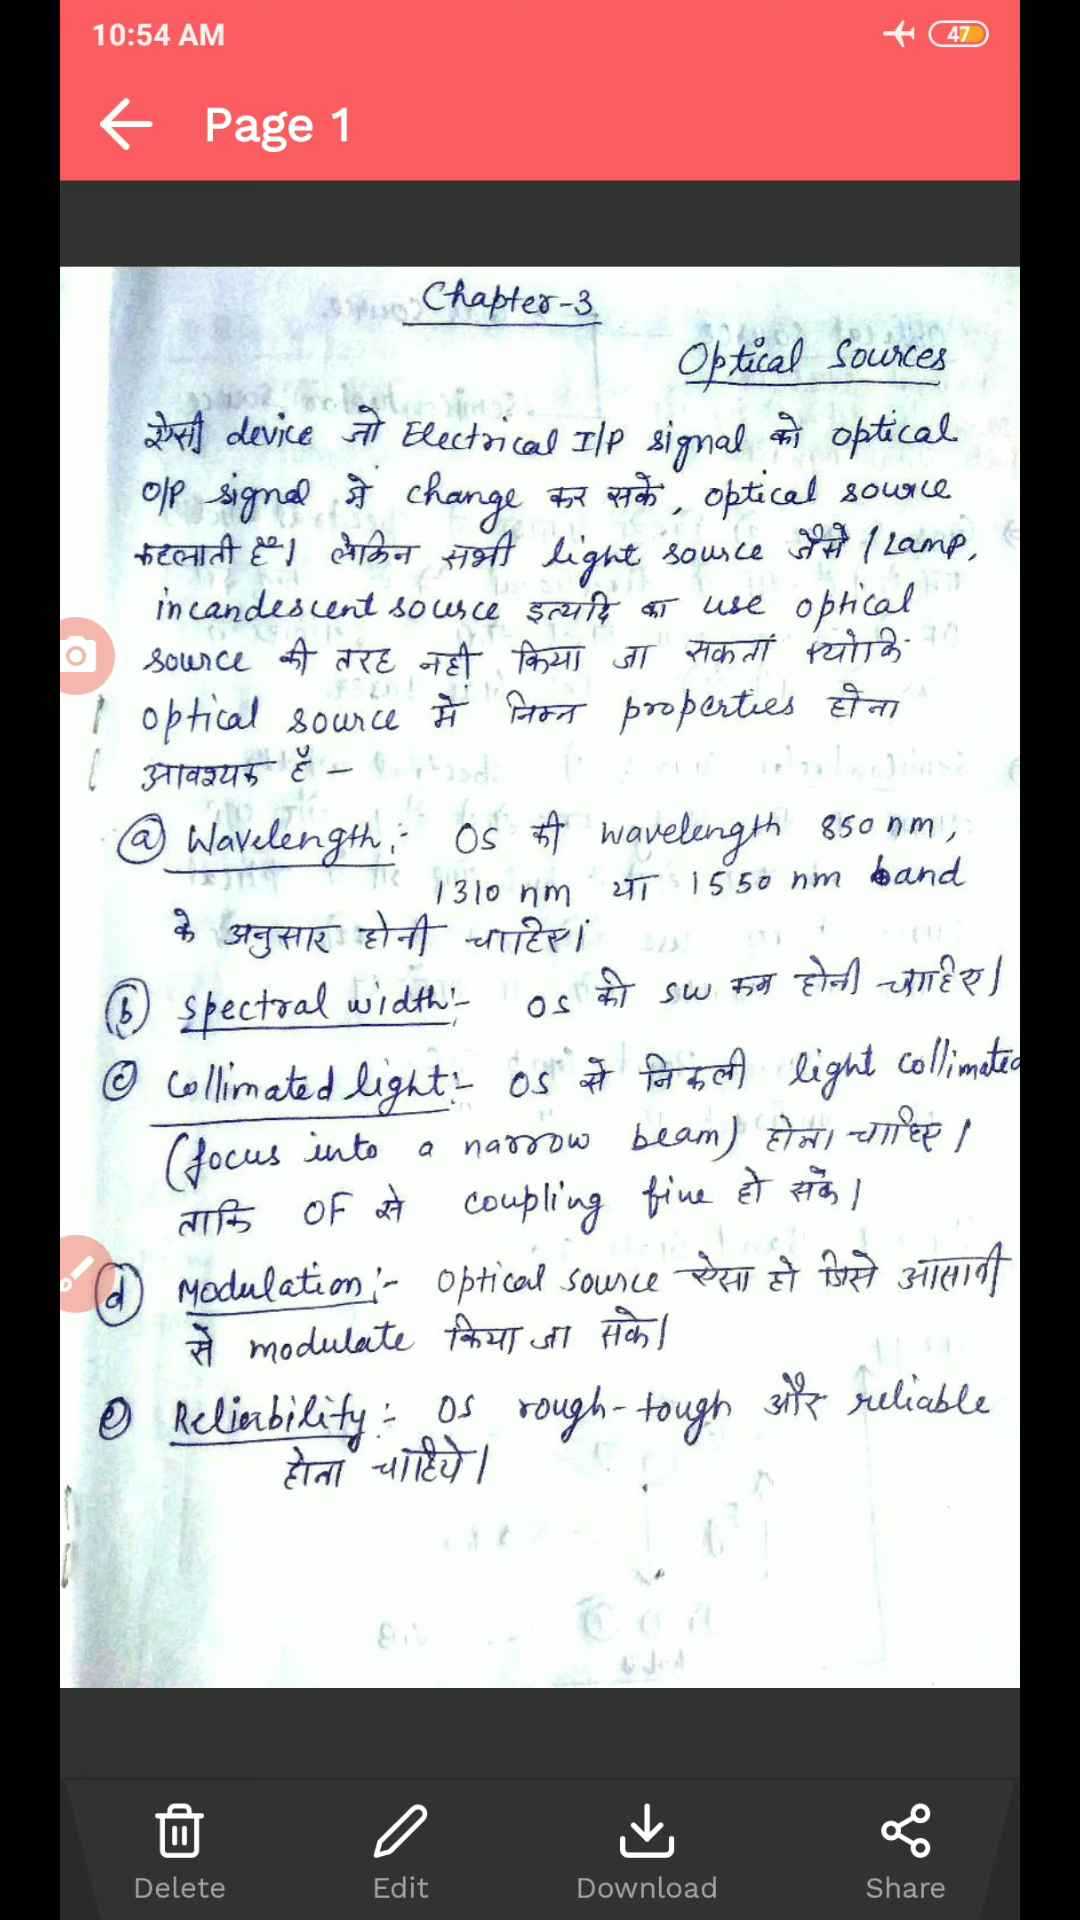 10:54 AM
47
Page 1
Chapter-3
Optical Sources
ऐसी device जो Electrical I/P signal को optical
O/P signal में change कर सकें, optical source
कहलाती हैं। लेकिन सभी light source जैसे / Lamp,
incandescent source इत्यदि का use optical
source की तरह नही किया जा सकतां क्योकि
optical source में निम्न properties होना
आवश्यक हैं –
(a) Wavelength :- OS की wavelength 850 nm,
1310 nm या 1550 nm band
के अनुसार होनी चाहिए।
(b) Spectral width :- OS की SW कम होनी चाहिए।
(c) Collimated light :- OS से निकली light collimated
(focus into a narrow beam) होना चाहिए।
ताकि OF से coupling fine हो सके।
(d) Modulation :- Optical source ऐसा हो जिसे आसानी
से modulate किया जा सके।
(e) Reliability :- OS rough-tough और reliable
होना चाहिये।
Delete Edit Download Share